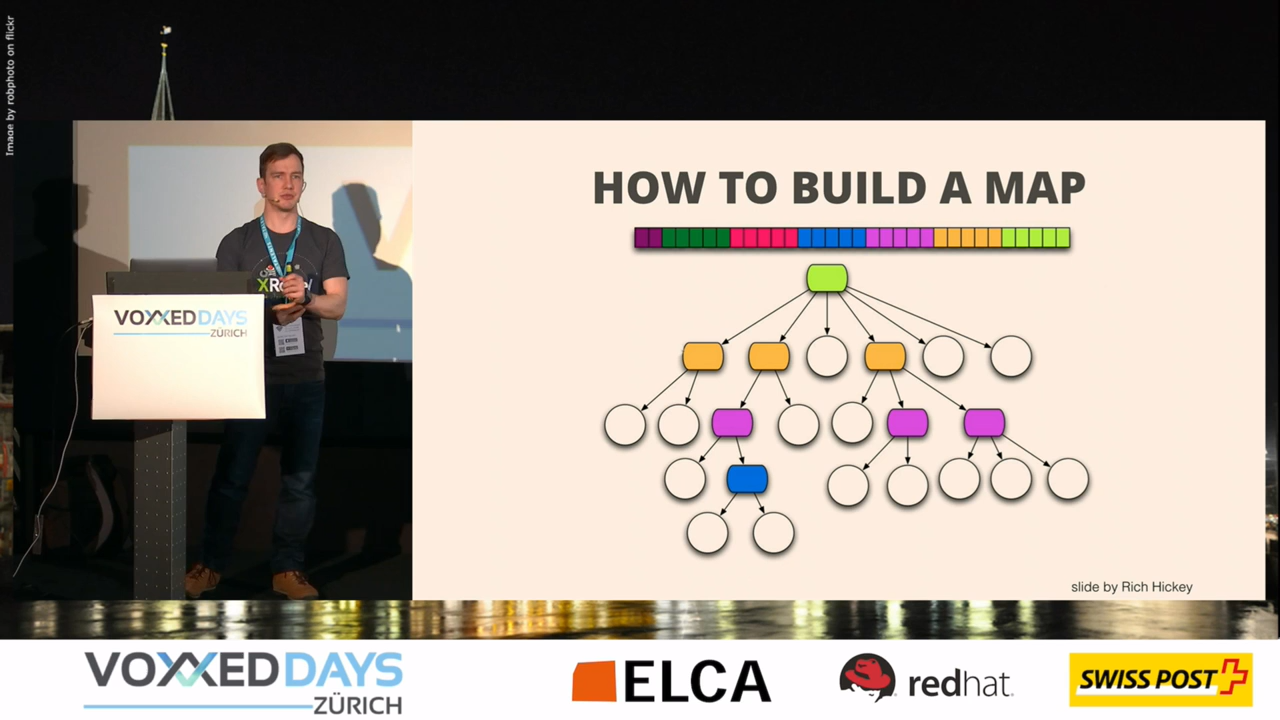 Image by robphoto on flickr
HOW TO BUILD A MAP
VOXXED DAYS
ZÜRICH
slide by Rich Hickey
VOXXED DAYS
ZÜRICH
ELCA
redhat.
SWISS POST